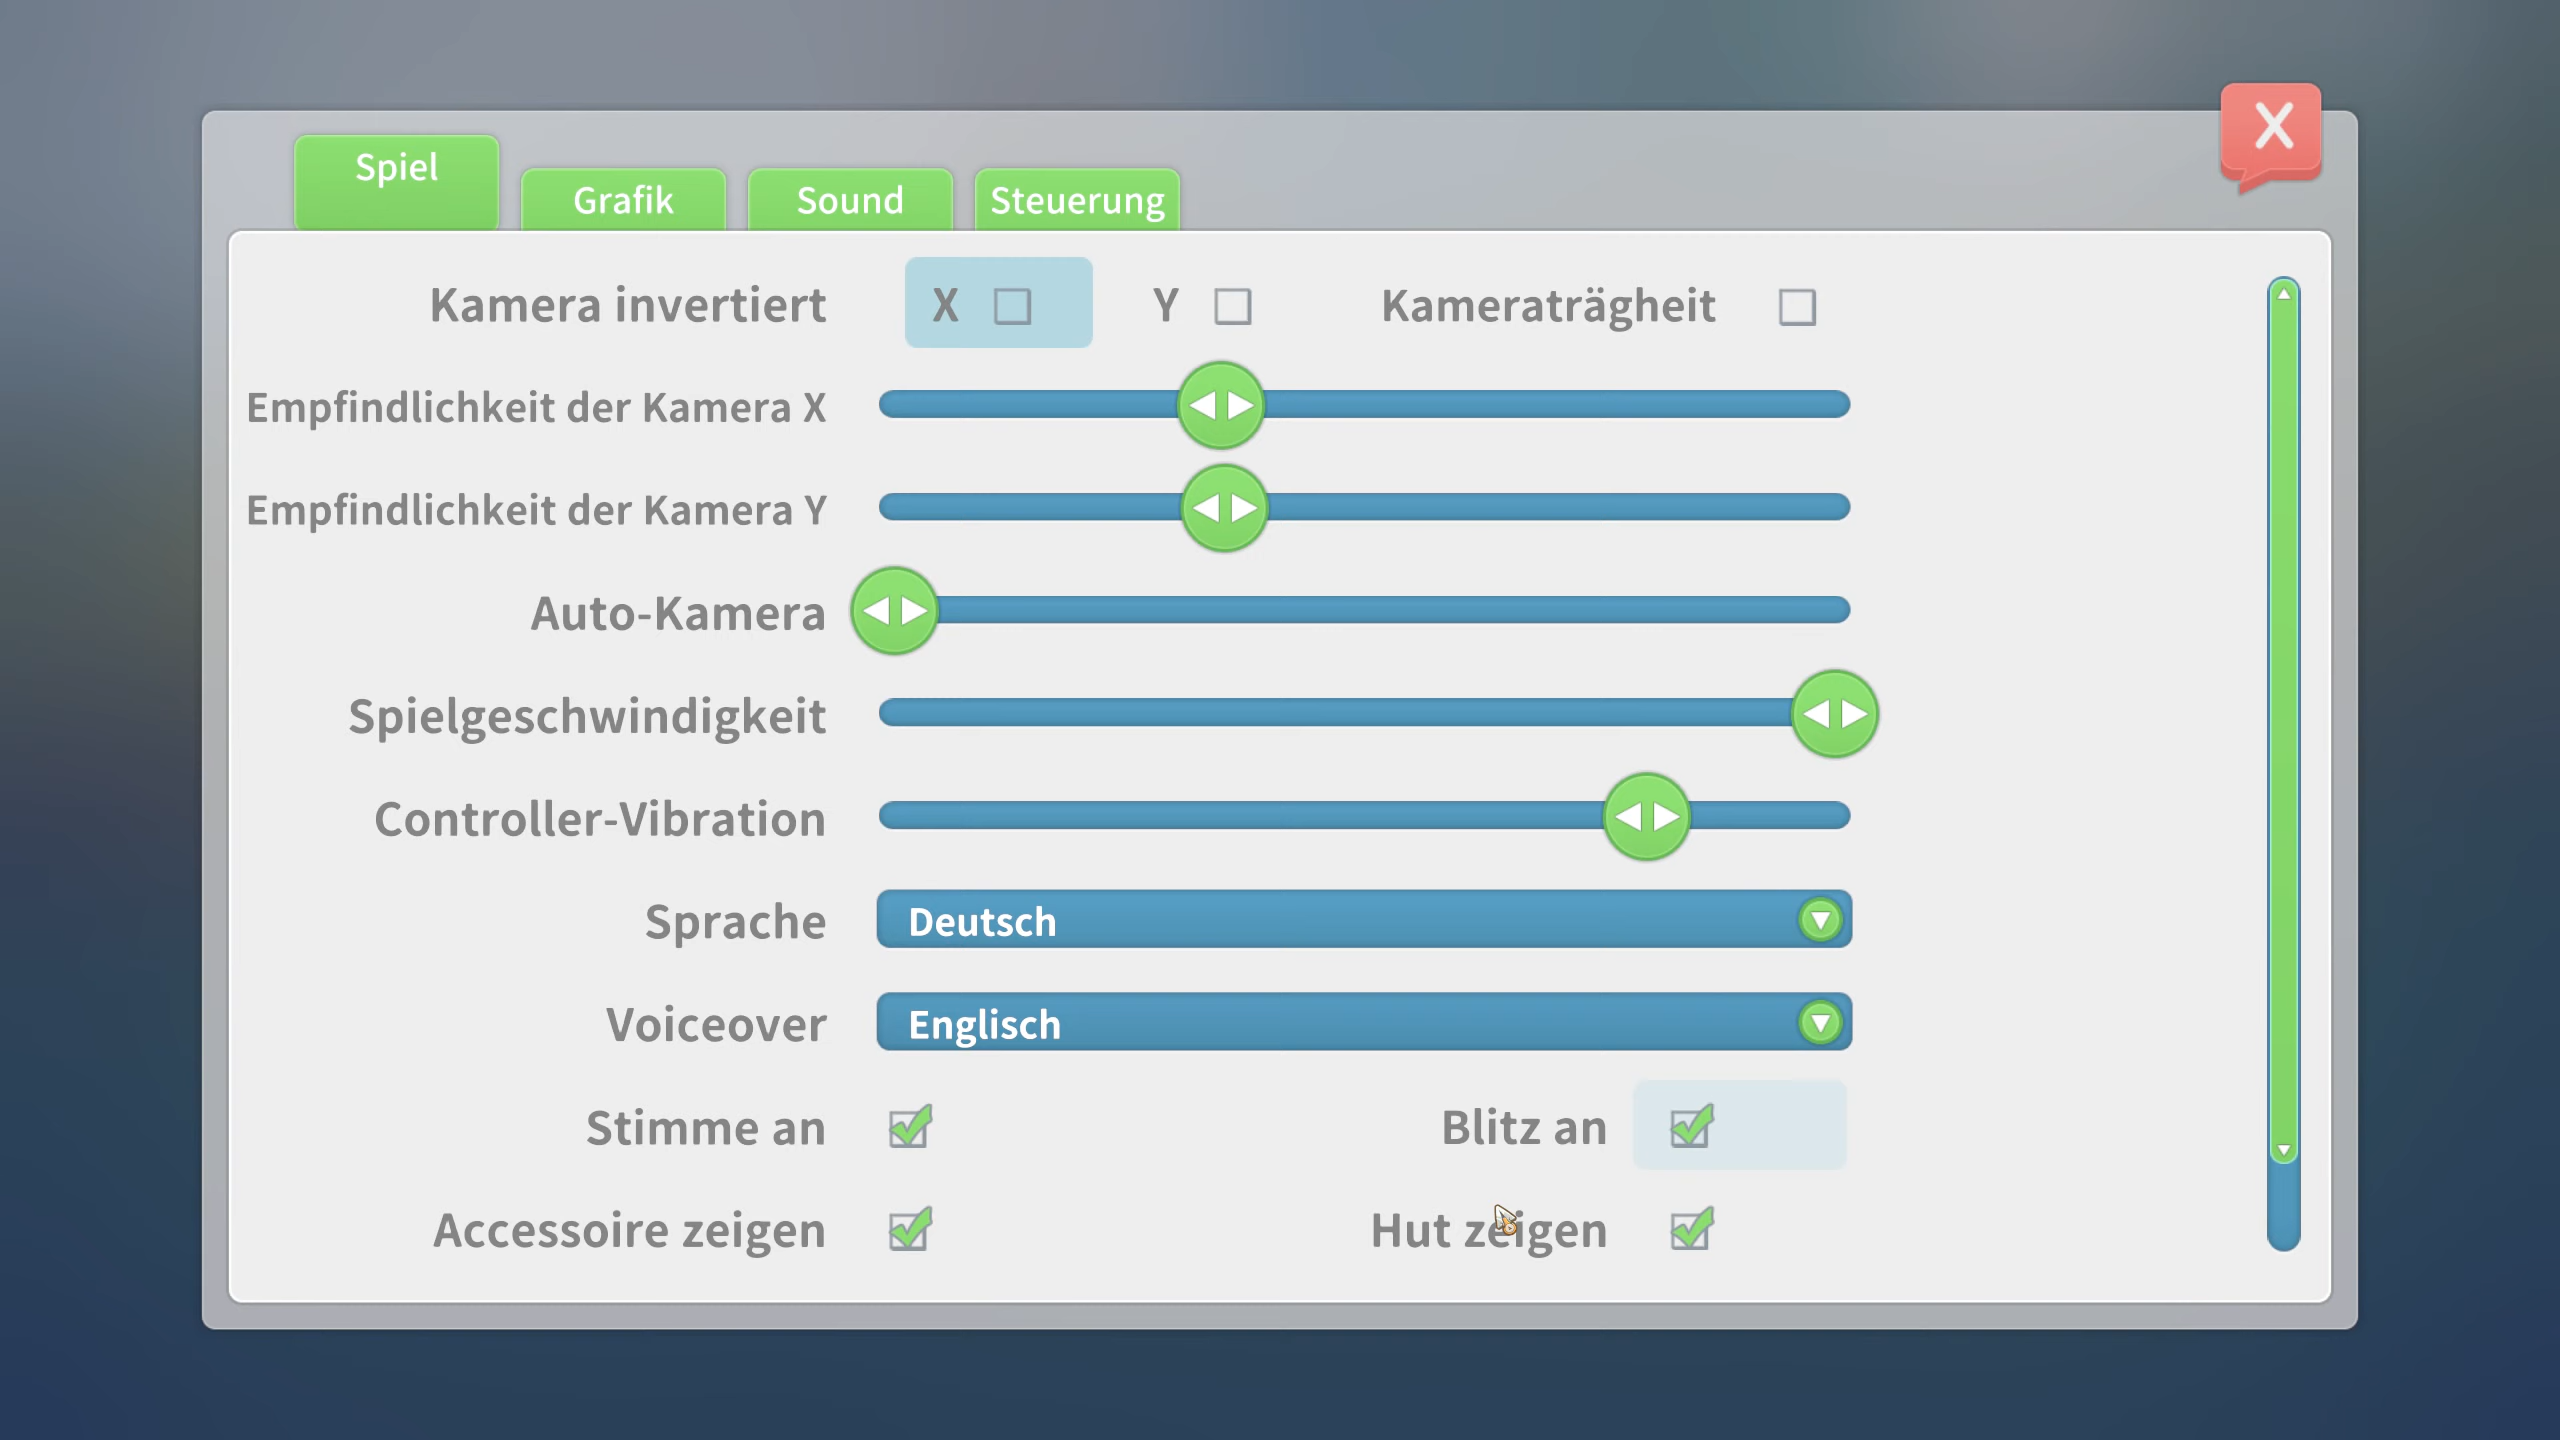 Spiel
Grafik
Sound
Steuerung
X
Kamera invertiert X Y Kameraträgheit
Empfindlichkeit der Kamera X
Empfindlichkeit der Kamera Y
Auto-Kamera
Spielgeschwindigkeit
Controller-Vibration
Sprache Deutsch
Voiceover Englisch
Stimme an Blitz an
Accessoire zeigen Hut zeigen